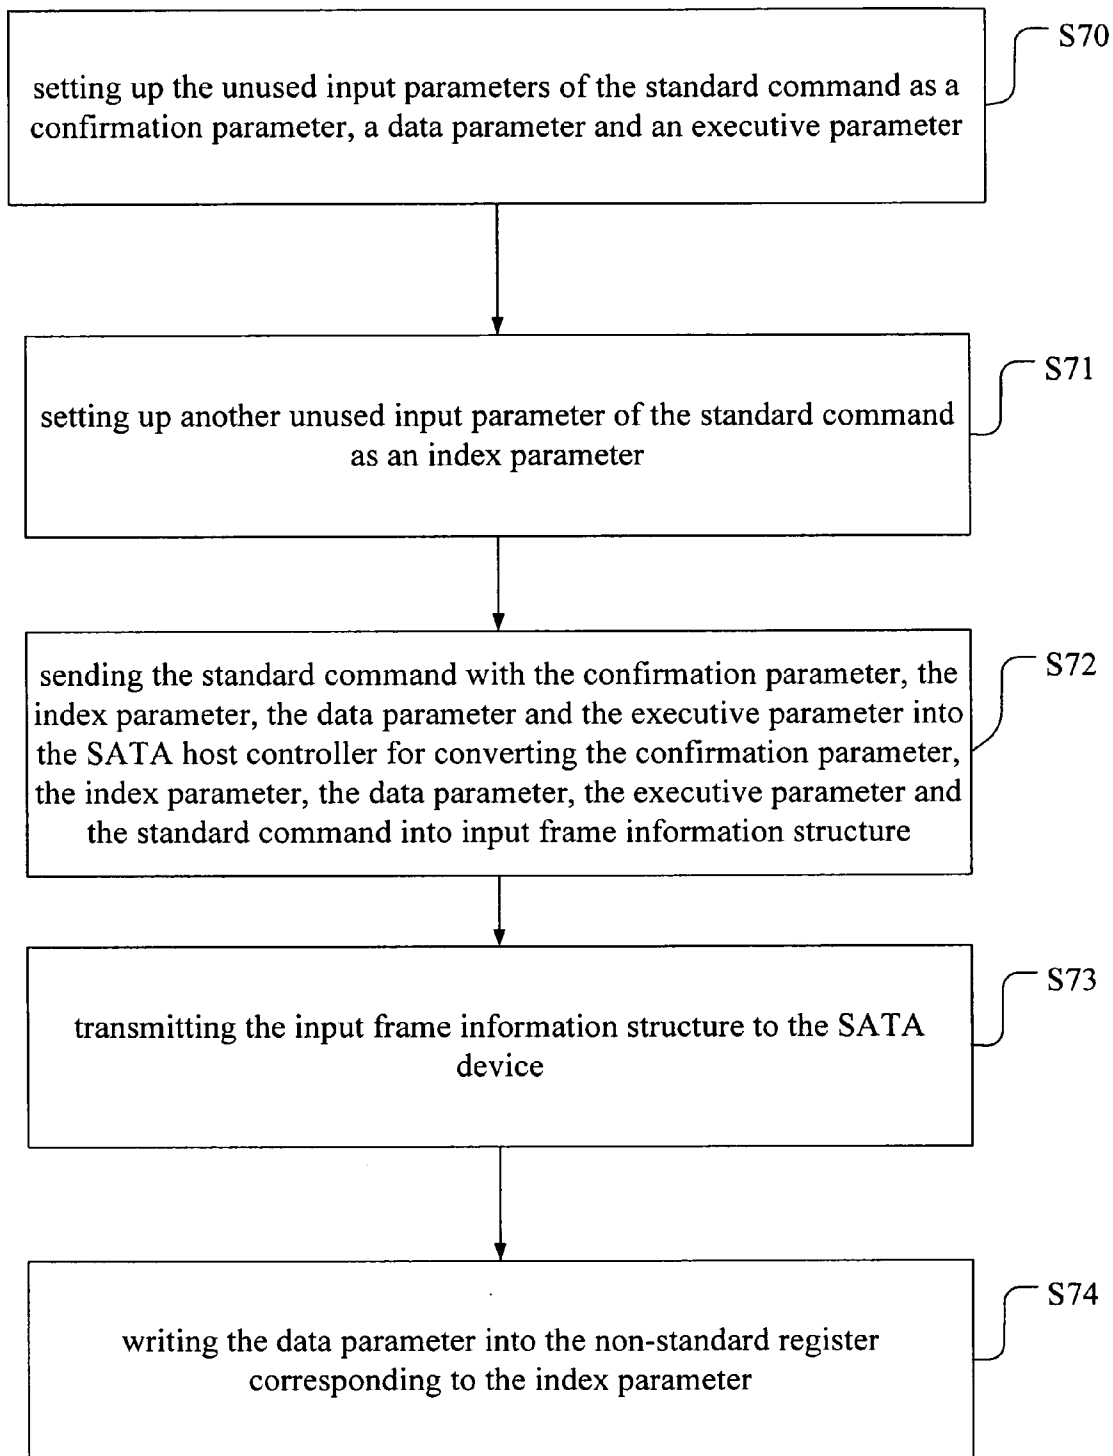 S70
setting up the unused input parameters of the standard command as a
confirmation parameter, a data parameter and an executive parameter
S71
setting up another unused input parameter of the standard command
as an index parameter
S72
sending the standard command with the confirmation parameter, the
index parameter, the data parameter and the executive parameter into
the SATA host controller for converting the confirmation parameter,
the index parameter, the data parameter, the executive parameter and
the standard command into input frame information structure
S73
transmitting the input frame information structure to the SATA
device
S74
writing the data parameter into the non-standard register
corresponding to the index parameter